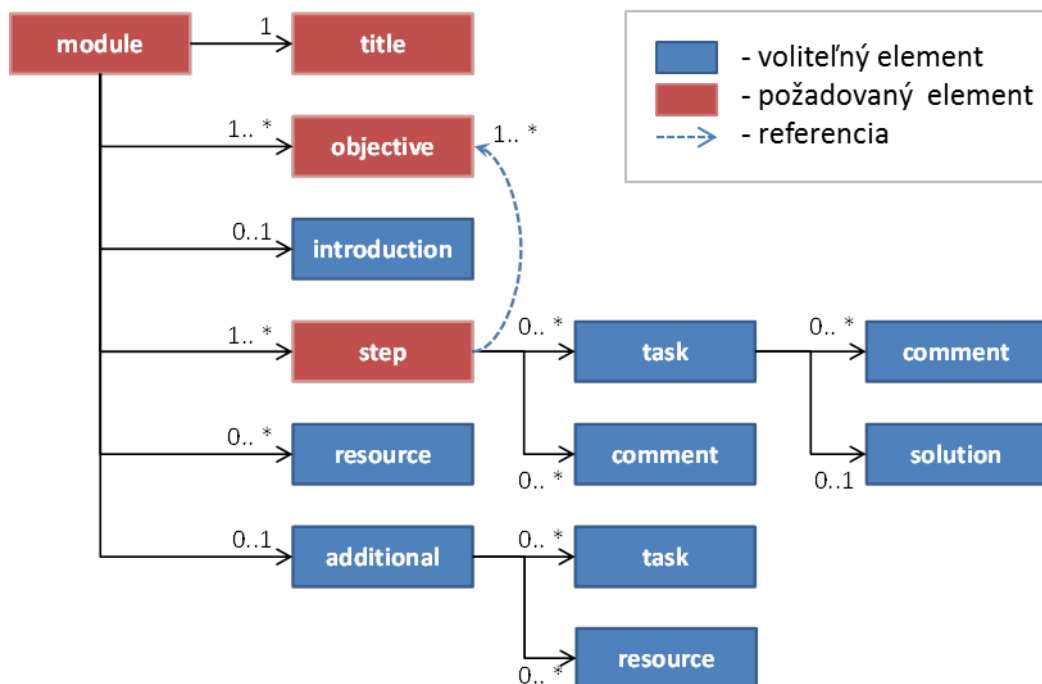 module
1
title
- voliteľný element
- požadovaný element
- referencia
1.. *
objective
1.. *
0..1
introduction
1.. *
step
0.. *
task
0.. *
comment
0.. *
resource
comment
0.. *
solution
0..1
0..1
additional
0.. *
task
resource
0.. *